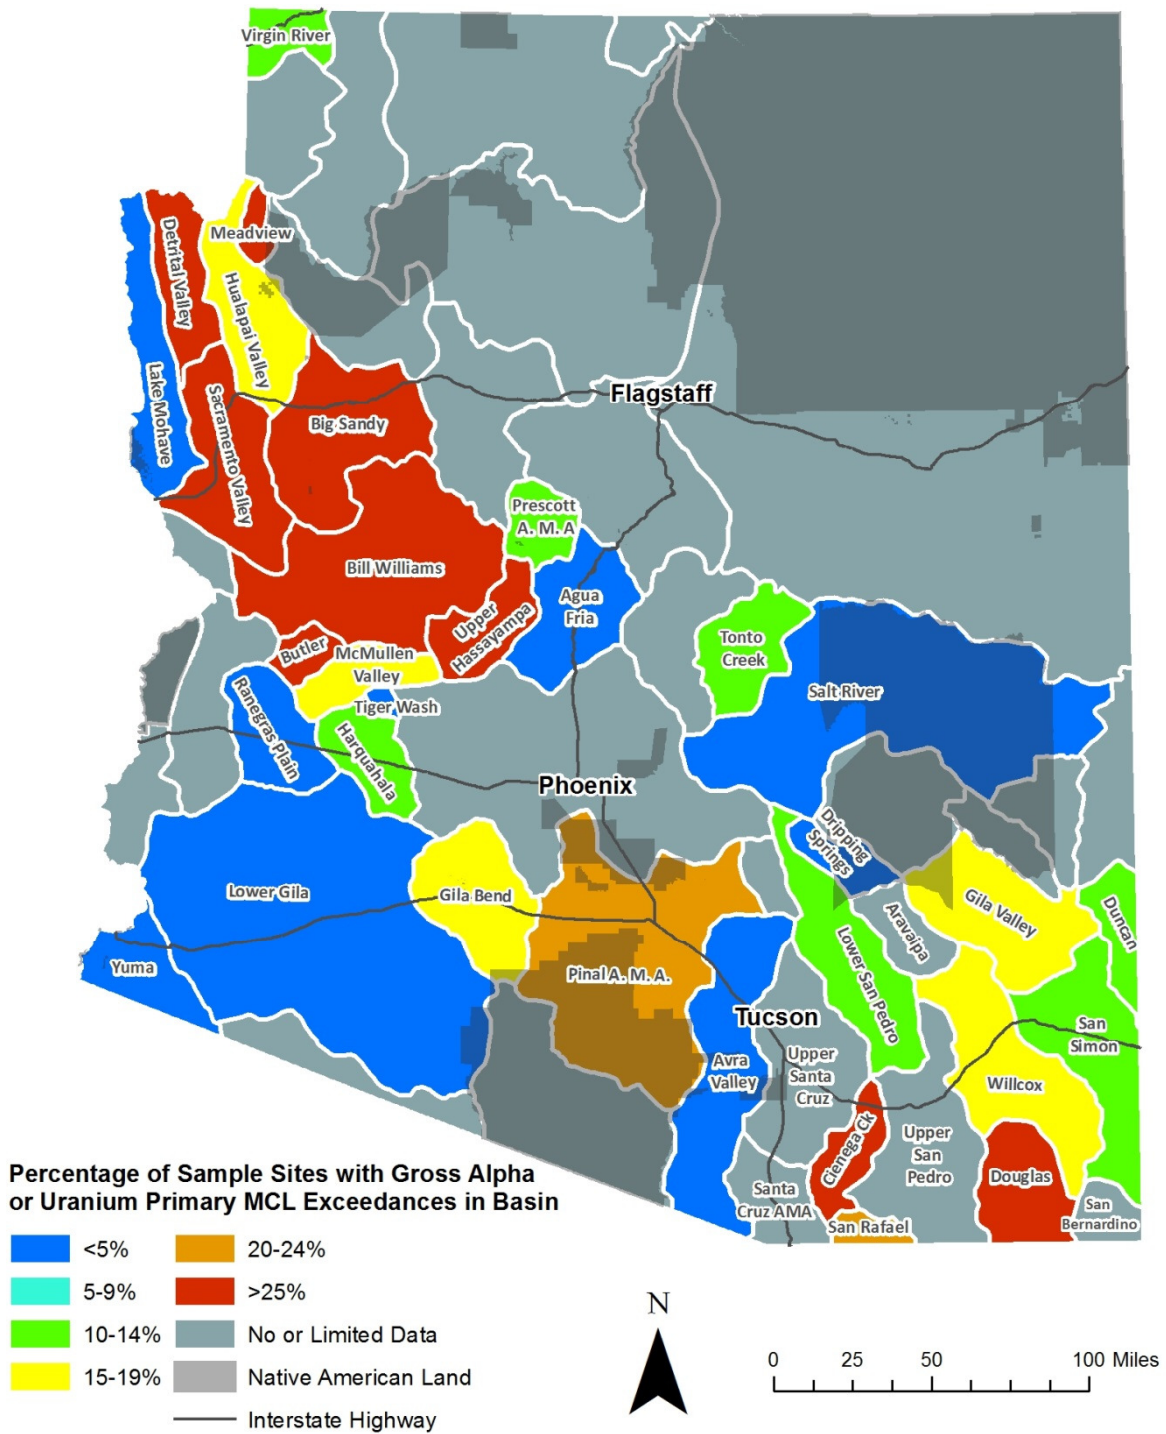 Virgin River
Meadview
Detrital Valley
Hualapai Valley
Lake Mohave
Sacramento Valley
Flagstaff
Big Sandy
Prescott
A. M. A
Bill Williams
Agua
Fria
Upper
Hassayampa
Butler
McMullen
Valley
Tonto
Creek
Salt River
Ranegras Plain
Tiger Wash
Harquahala
Phoenix
Dripping
Springs
Lower Gila
Gila Bend
Gila Valley
Duncan
Aravaipa
Lower San Pedro
Yuma
Pinal A. M. A.
Tucson
San
Simon
Avra
Valley
Upper
Santa
Cruz
Willcox
Cienega Ck
Upper
San
Pedro
Douglas
Santa
Cruz AMA
San Rafael
San
Bernardino
Percentage of Sample Sites with Gross Alpha
or Uranium Primary MCL Exceedances in Basin
<5%
5-9%
10-14%
15-19%
20-24%
>25%
No or Limited Data
Native American Land
Interstate Highway
N
0 25 50 100 Miles